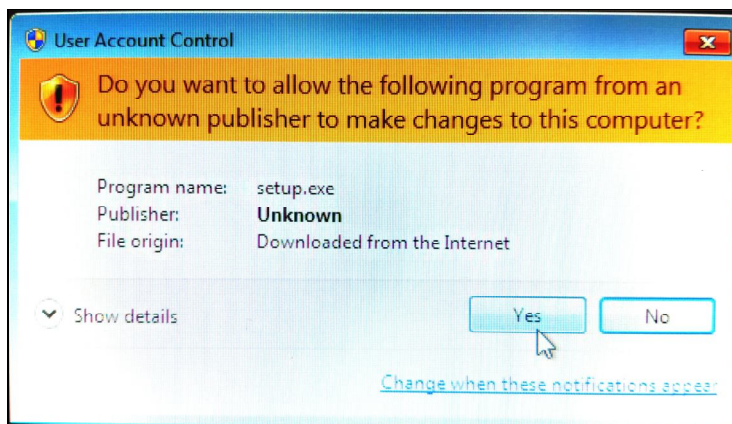 User Account Control
Do you want to allow the following program from an
unknown publisher to make changes to this computer?
Program name: setup.exe
Publisher: Unknown
File origin: Downloaded from the Internet
Show details
Yes
No
Change when these notifications appear